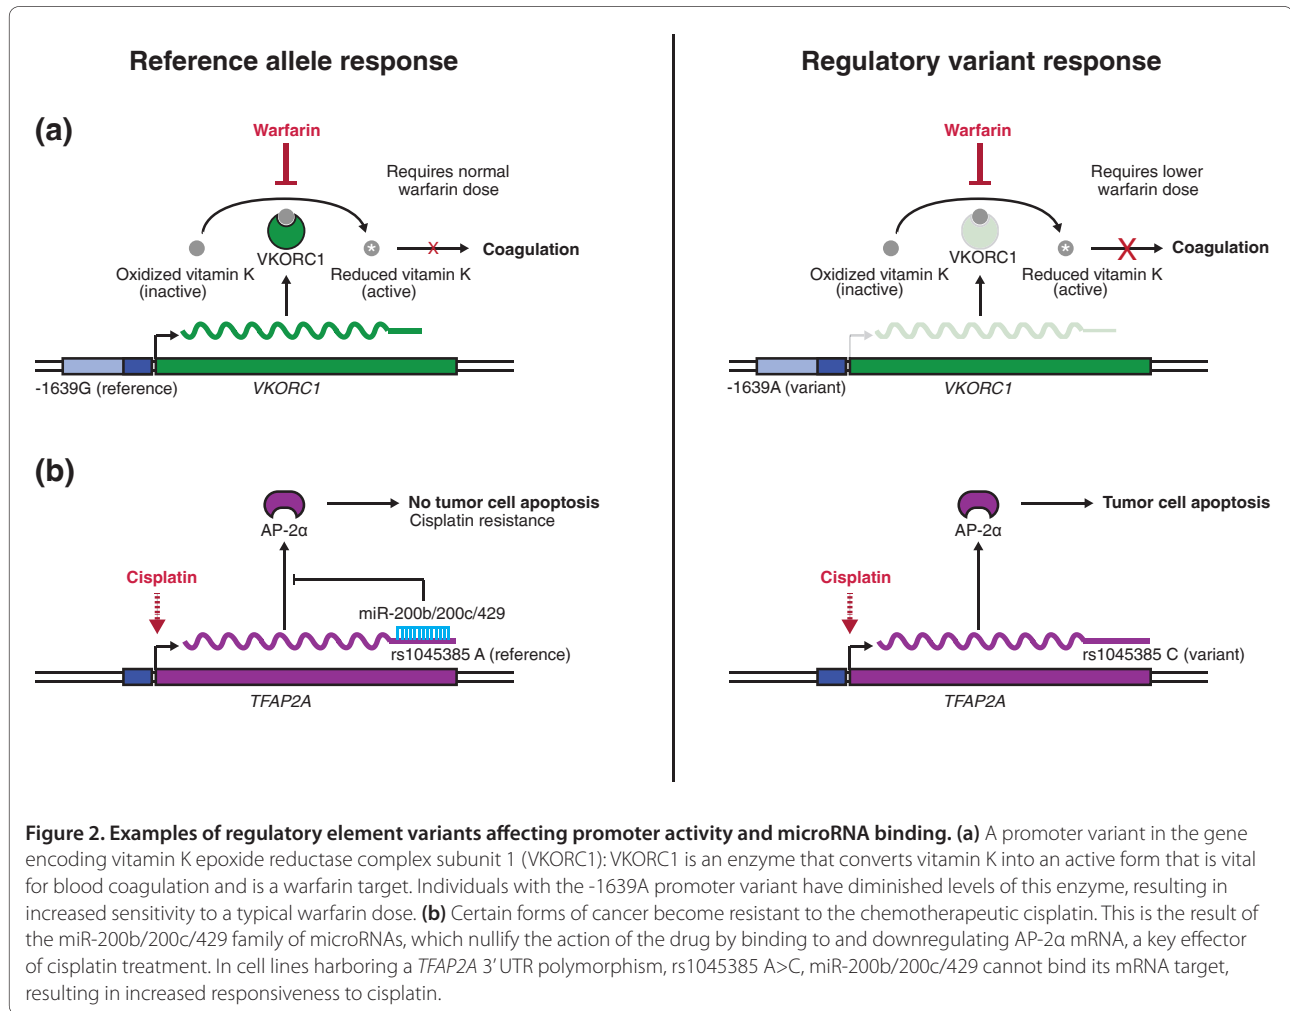 Reference allele response
Regulatory variant response
(a)
Warfarin
Requires normal
warfarin dose
VKORC1
Oxidized vitamin K
(inactive)
Reduced vitamin K
(active)
*
X
Coagulation
-1639G (reference)
VKORC1
Warfarin
Requires lower
warfarin dose
VKORC1
Oxidized vitamin K
(inactive)
Reduced vitamin K
(active)
*
X
Coagulation
-1639A (variant)
VKORC1
(b)
AP-2α
No tumor cell apoptosis
Cisplatin resistance
Cisplatin
miR-200b/200c/429
rs1045385 A (reference)
TFAP2A
AP-2α
Tumor cell apoptosis
Cisplatin
rs1045385 C (variant)
TFAP2A
Figure 2. Examples of regulatory element variants affecting promoter activity and microRNA binding. (a) A promoter variant in the gene
encoding vitamin K epoxide reductase complex subunit 1 (VKORC1): VKORC1 is an enzyme that converts vitamin K into an active form that is vital
for blood coagulation and is a warfarin target. Individuals with the -1639A promoter variant have diminished levels of this enzyme, resulting in
increased sensitivity to a typical warfarin dose. (b) Certain forms of cancer become resistant to the chemotherapeutic cisplatin. This is the result of
the miR-200b/200c/429 family of microRNAs, which nullify the action of the drug by binding to and downregulating AP-2α mRNA, a key effector
of cisplatin treatment. In cell lines harboring a TFAP2A 3' UTR polymorphism, rs1045385 A>C, miR-200b/200c/429 cannot bind its mRNA target,
resulting in increased responsiveness to cisplatin.